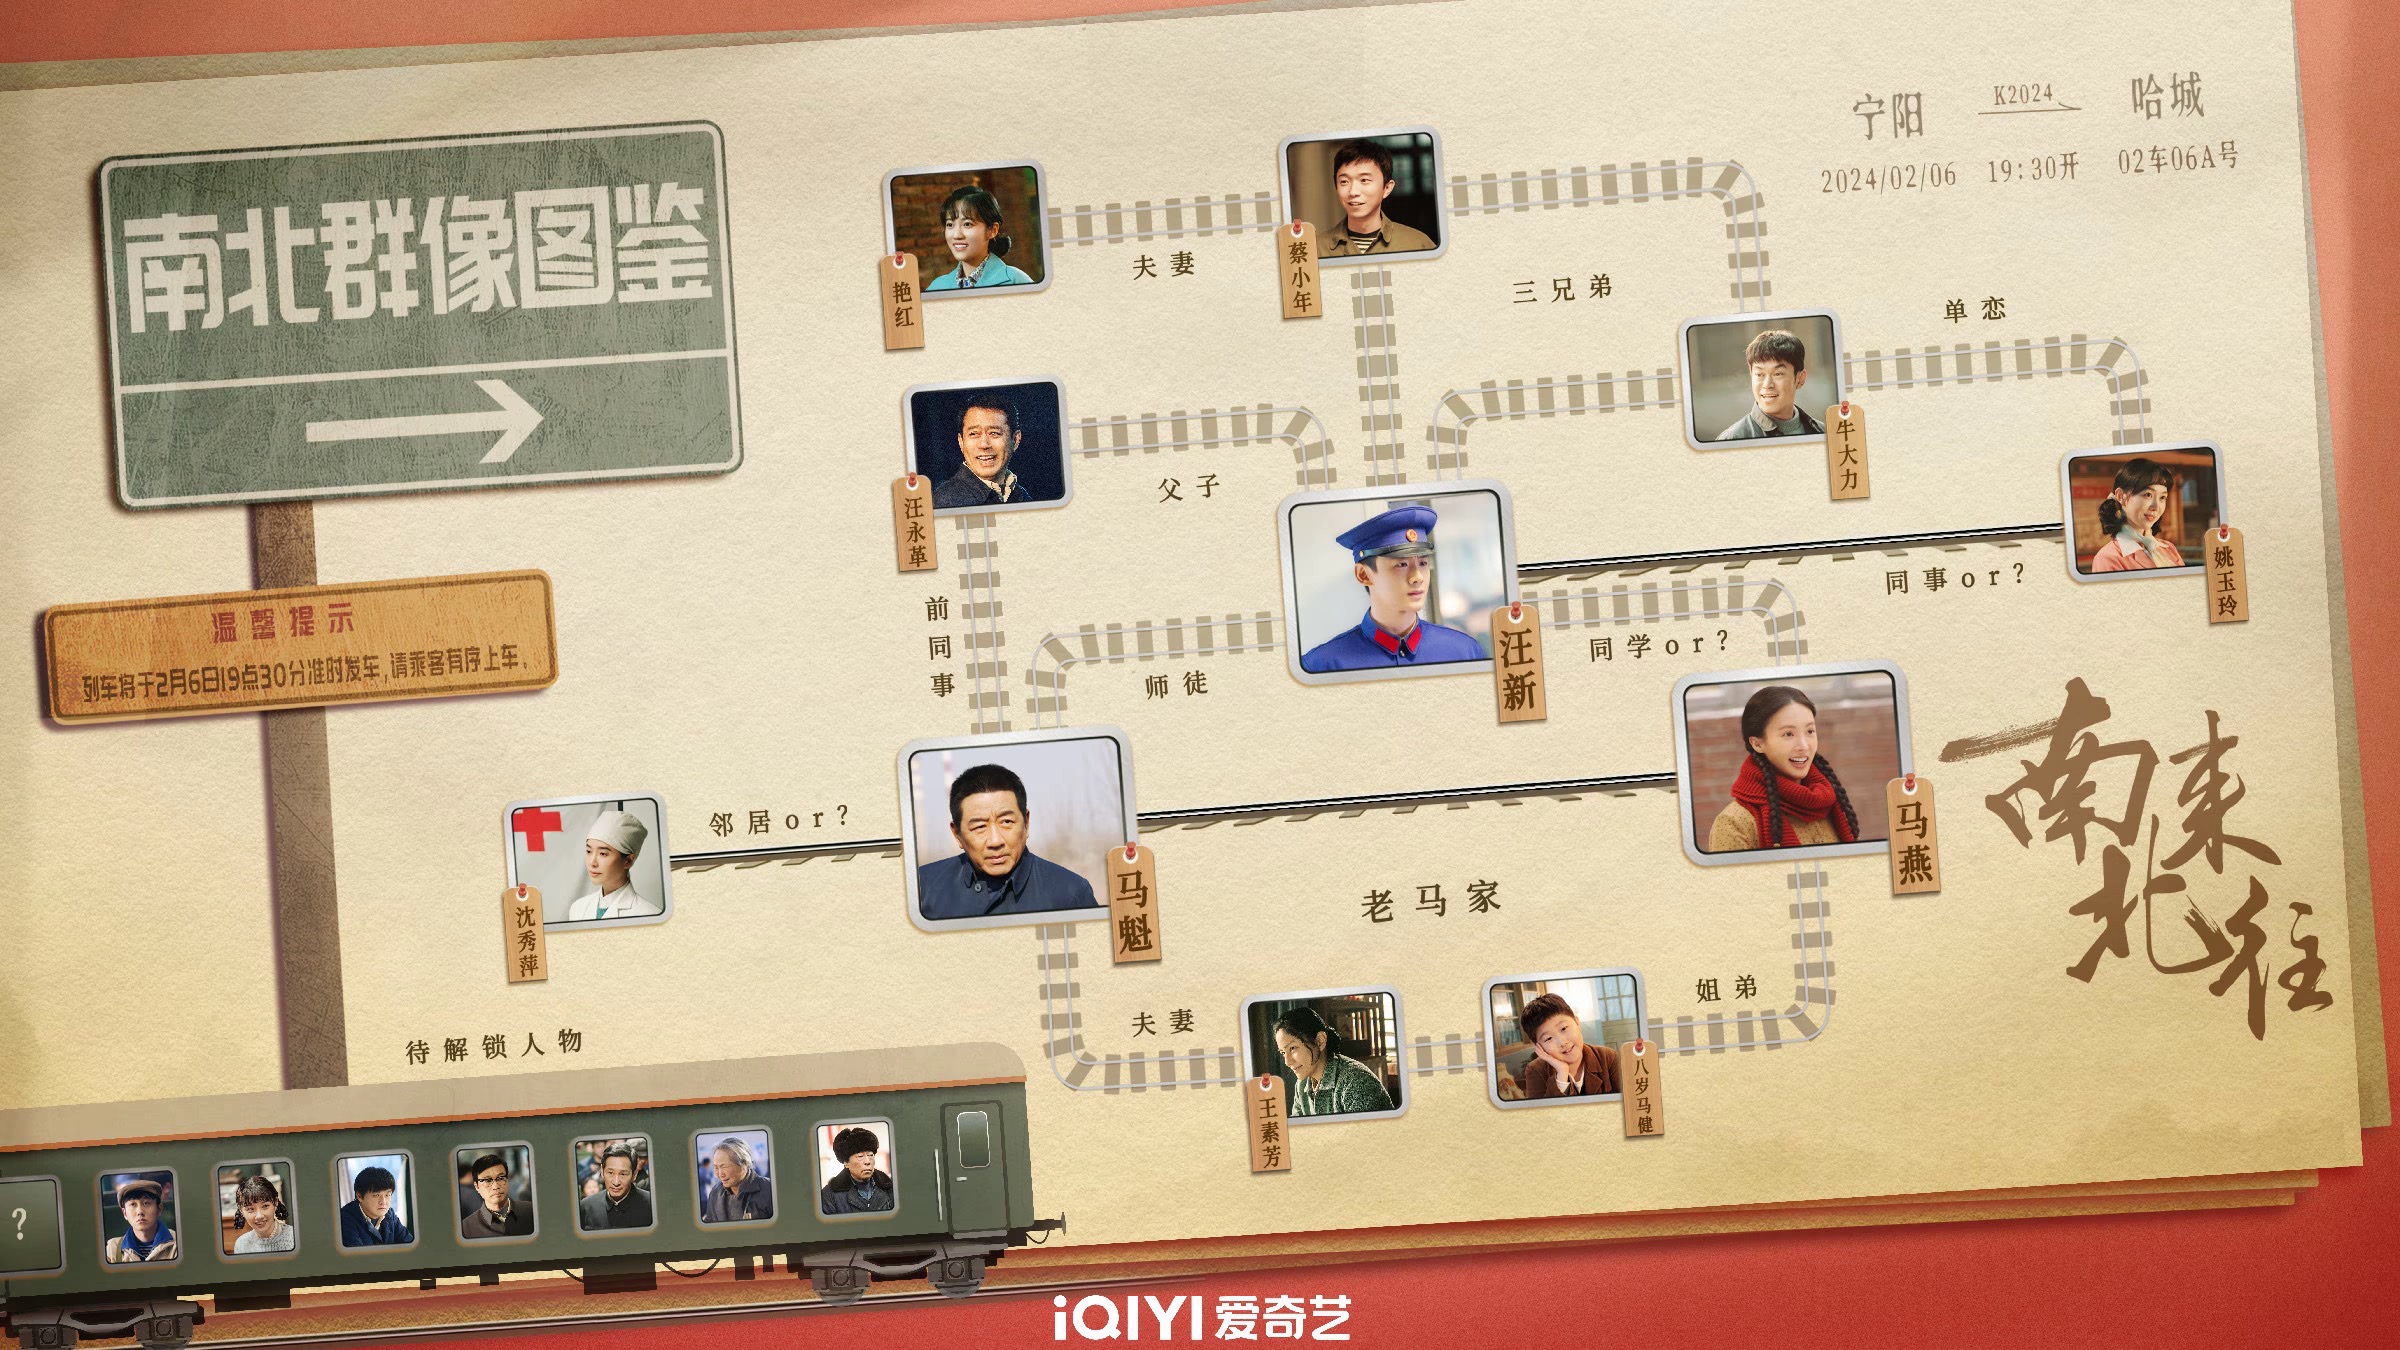 南北群像图鉴
温馨提示
列车将于2月6日19点30分准时发车,请乘客有序上车。
宁阳 K2024 哈城
2024/02/06 19:30开 02车06A号
艳红
夫妻
蔡小年
三兄弟
单恋
牛大力
汪永革
父子
姚玉玲
同事or?
前同事
师徒
汪新
同学or?
沈秀萍
邻居or?
马魁
马燕
老马家
夫妻
王素芳
八岁马健
姐弟
南来北往
待解锁人物
?
iQIYI 爱奇艺